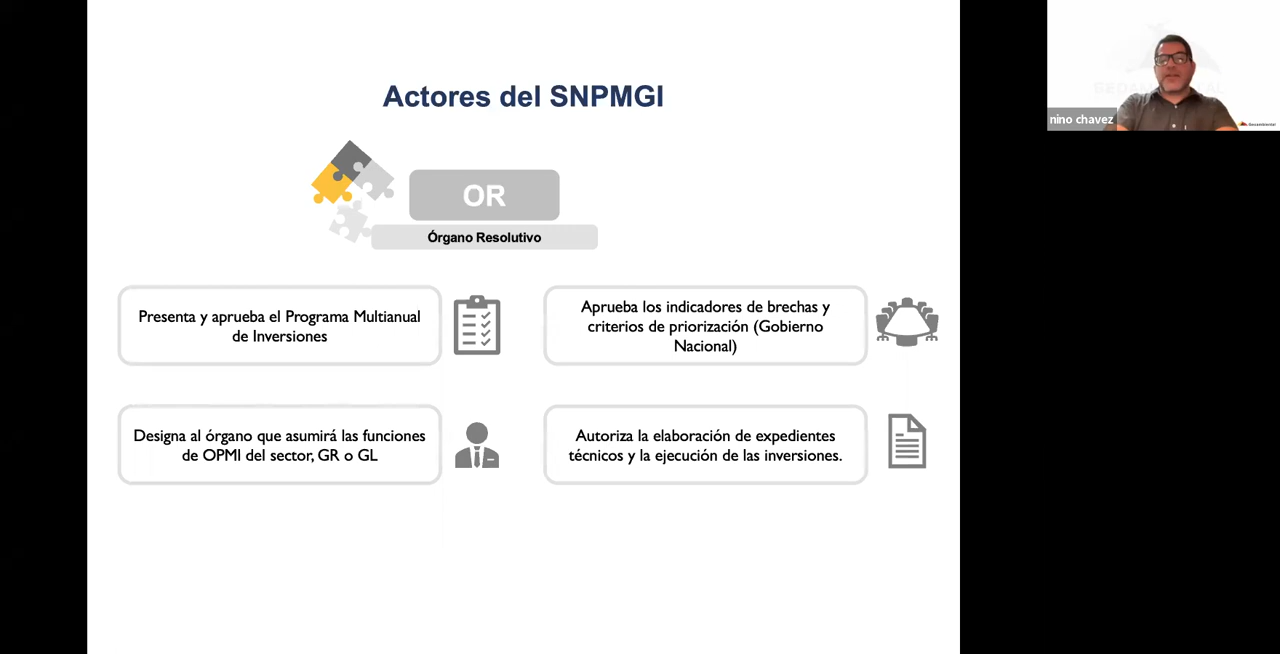 Actores del SNPMGI
OR
Órgano Resolutivo
Presenta y aprueba el Programa Multianual
de Inversiones
Aprueba los indicadores de brechas y
criterios de priorización (Gobierno
Nacional)
Designa al órgano que asumirá las funciones
de OPMI del sector, GR o GL
Autoriza la elaboración de expedientes
técnicos y la ejecución de las inversiones.
nino chavez